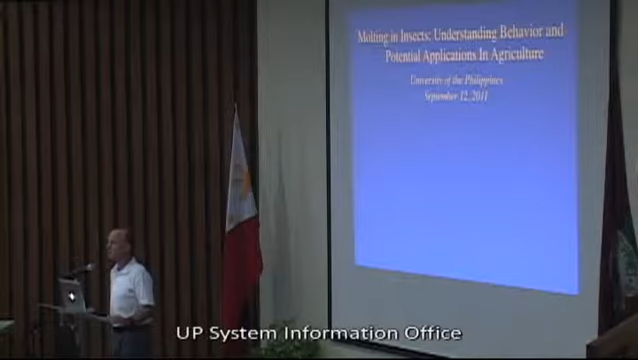 Molting in Insects: Understanding Behavior and
Potential Applications In Agriculture
University of the Philippines
September 12, 2011
UP System Information Office